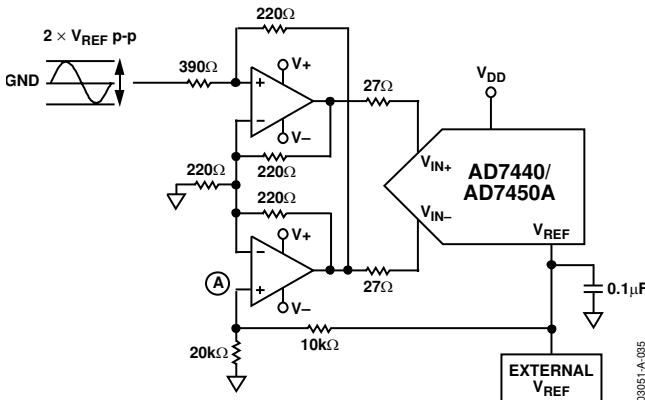 220Ω
2 × VREF p-p
390Ω
GND
V+
27Ω
VDD
+
–
V–
220Ω
220Ω
220Ω
VIN+
AD7440/
AD7450A
VIN–
V+
VREF
A
+
–
27Ω
V–
0.1μF
10kΩ
20kΩ
EXTERNAL
VREF
03051-A-035